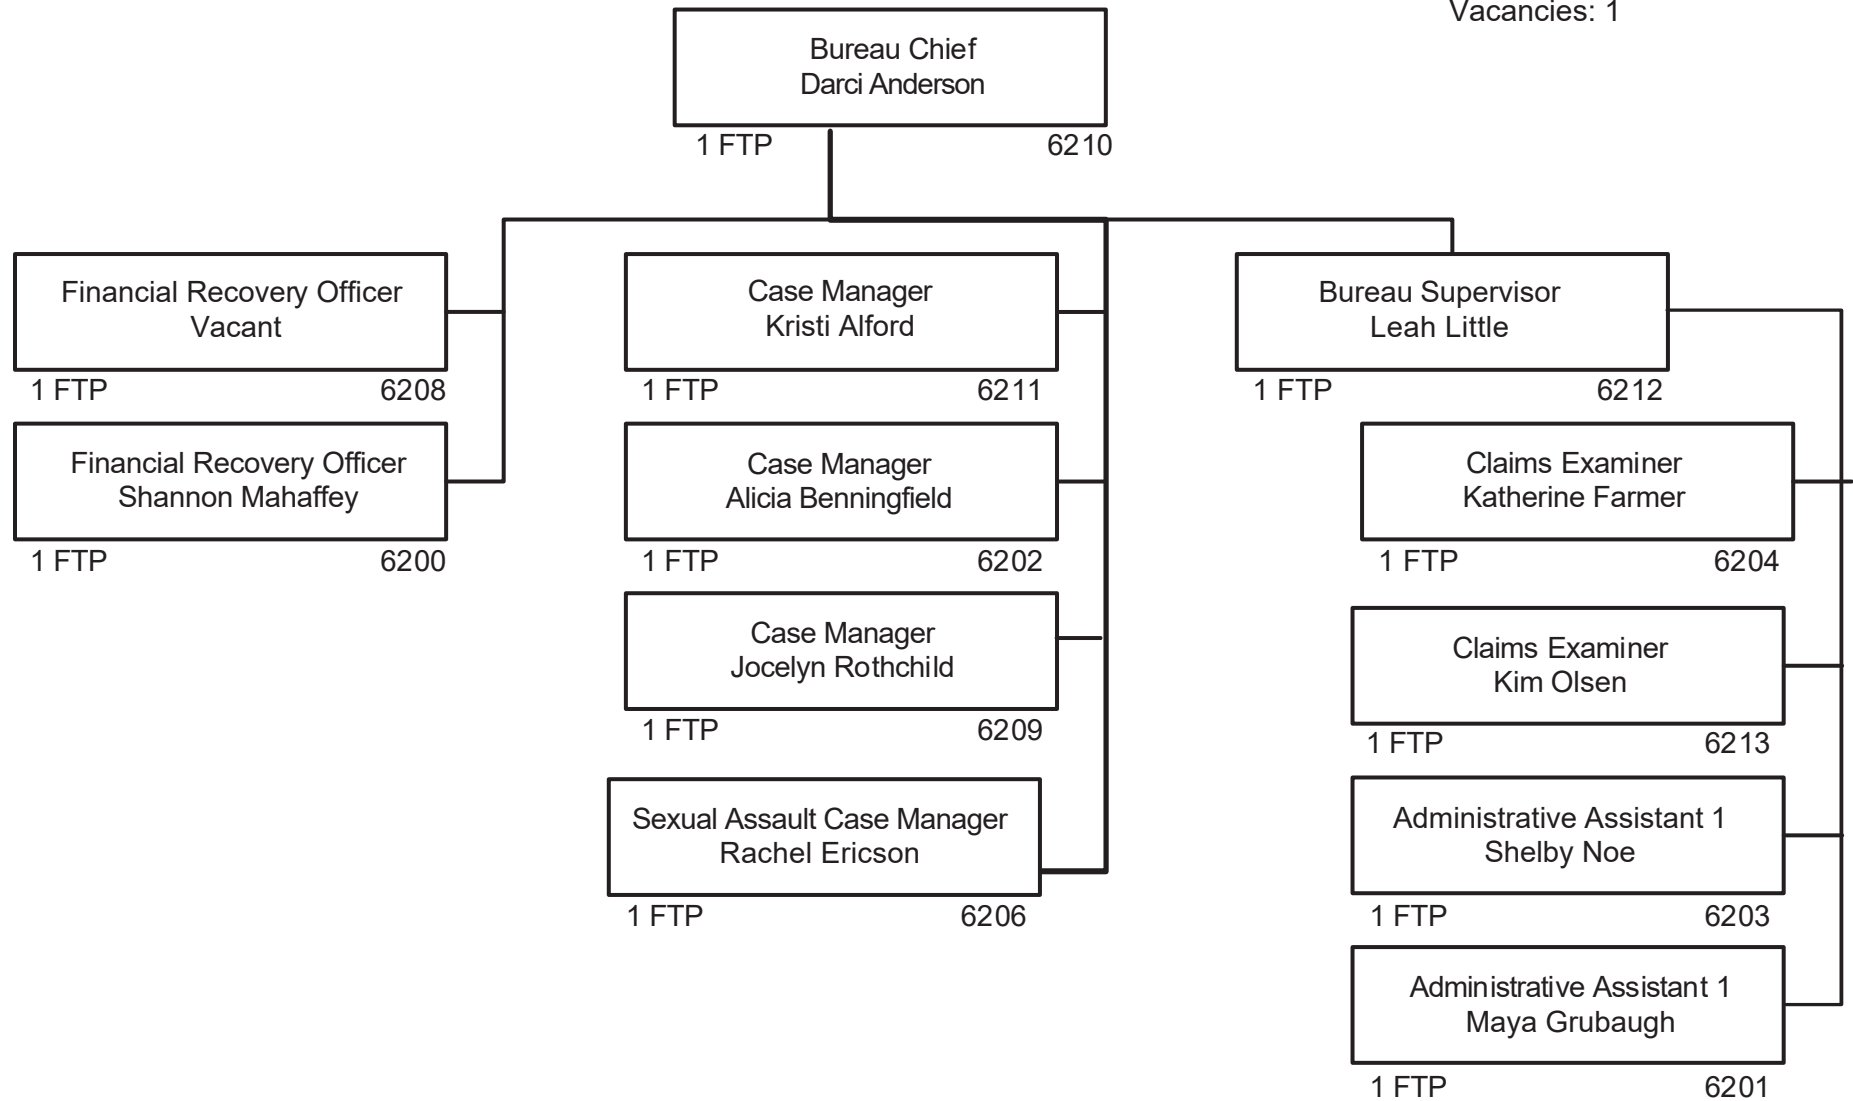 Vacancies: 1
Bureau Chief
Darci Anderson
1 FTP 6210
Financial Recovery Officer
Vacant
1 FTP 6208
Financial Recovery Officer
Shannon Mahaffey
1 FTP 6200
Case Manager
Kristi Alford
1 FTP 6211
Case Manager
Alicia Benningfield
1 FTP 6202
Case Manager
Jocelyn Rothchild
1 FTP 6209
Sexual Assault Case Manager
Rachel Ericson
1 FTP 6206
Bureau Supervisor
Leah Little
1 FTP 6212
Claims Examiner
Katherine Farmer
1 FTP 6204
Claims Examiner
Kim Olsen
1 FTP 6213
Administrative Assistant 1
Shelby Noe
1 FTP 6203
Administrative Assistant 1
Maya Grubaugh
1 FTP 6201